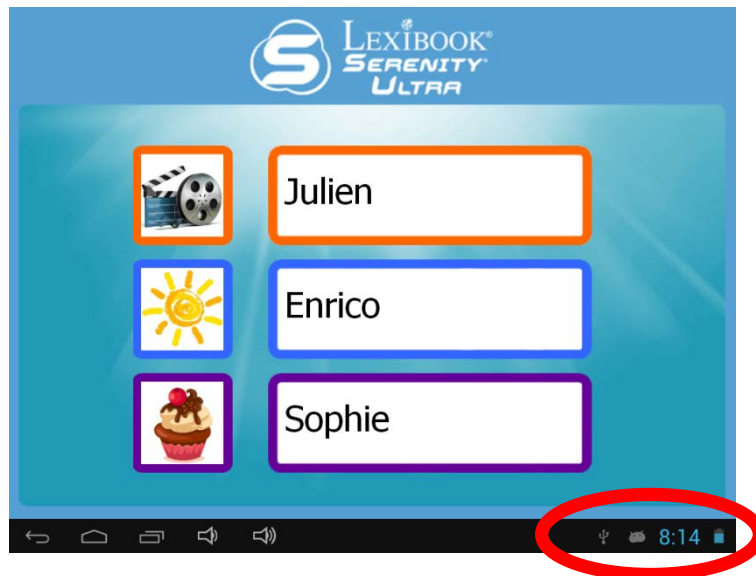 LEXIBOOK®
SERENITY
ULTRA
Julien
Enrico
Sophie
8:14